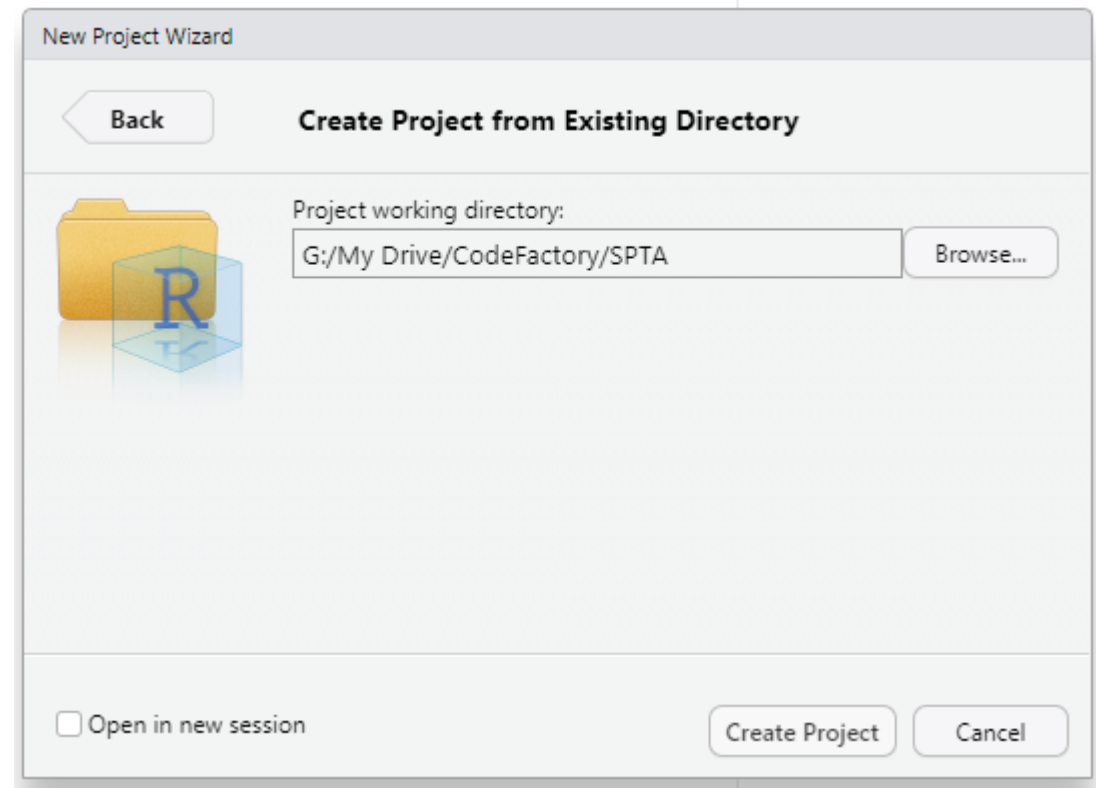 New Project Wizard
Back
Create Project from Existing Directory
R
Project working directory:
G:/My Drive/CodeFactory/SPTA
Browse...
Open in new session
Create Project
Cancel